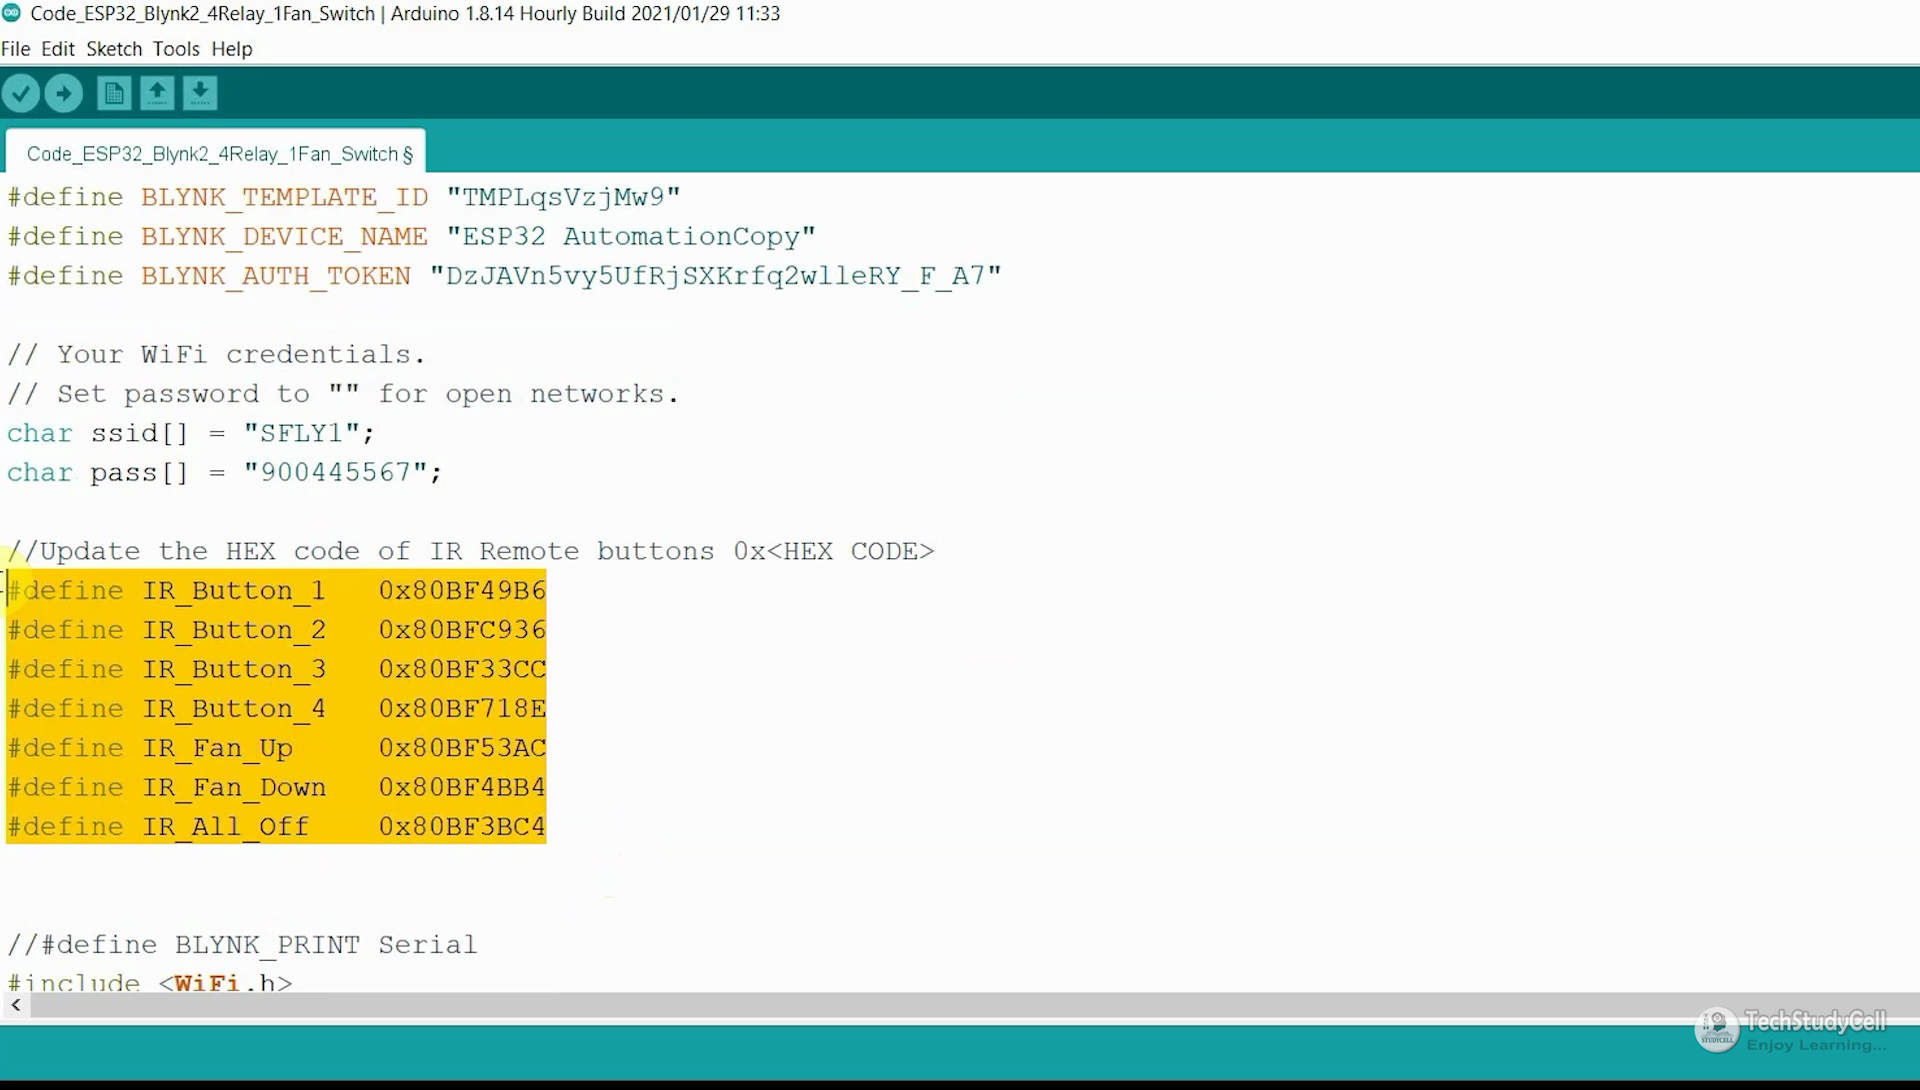 Code_ESP32_Blynk2_4Relay_1Fan_Switch | Arduino 1.8.14 Hourly Build 2021/01/29 11:33
File Edit Sketch Tools Help
Code_ESP32_Blynk2_4Relay_1Fan_Switch §
#define BLYNK_TEMPLATE_ID "TMPLqsVzjMw9"
#define BLYNK_DEVICE_NAME "ESP32 AutomationCopy"
#define BLYNK_AUTH_TOKEN "DzJAVn5vy5UfRjSXKrfq2wlleRY_F_A7"
// Your WiFi credentials.
// Set password to "" for open networks.
char ssid[] = "SFLY1";
char pass[] = "900445567";
//Update the HEX code of IR Remote buttons 0x<HEX CODE>
#define IR_Button_1 0x80BF49B6
#define IR_Button_2 0x80BFC936
#define IR_Button_3 0x80BF33CC
#define IR_Button_4 0x80BF718E
#define IR_Fan_Up 0x80BF53AC
#define IR_Fan_Down 0x80BF4BB4
#define IR_All_Off 0x80BF3BC4
//#define BLYNK_PRINT Serial
#include <WiFi.h>
TechStudyCell
STUDYCELL
Enjoy Learning...